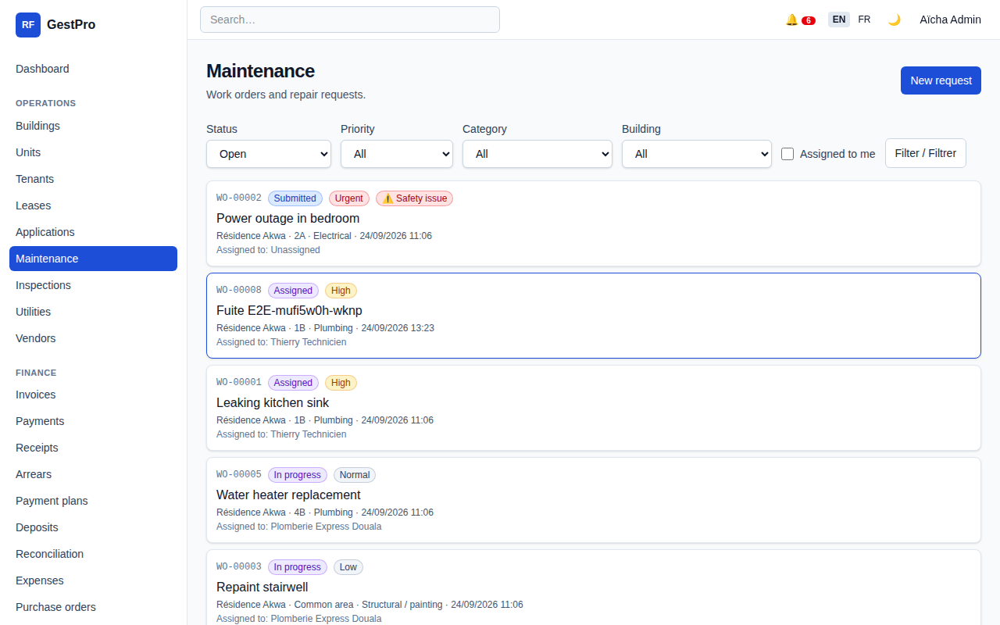 RF GestPro
Search…
🔔 6 EN FR 🌙 Aïcha Admin
Dashboard
OPERATIONS
Buildings
Units
Tenants
Leases
Applications
Maintenance
Inspections
Utilities
Vendors
FINANCE
Invoices
Payments
Receipts
Arrears
Payment plans
Deposits
Reconciliation
Expenses
Purchase orders
Maintenance
Work orders and repair requests.
New request
Status Priority Category Building
Open All All All Assigned to me Filter / Filtrer
WO-00002 Submitted Urgent ⚠️ Safety issue
Power outage in bedroom
Résidence Akwa · 2A · Electrical · 24/09/2026 11:06
Assigned to: Unassigned
WO-00008 Assigned High
Fuite E2E-mufi5w0h-wknp
Résidence Akwa · 1B · Plumbing · 24/09/2026 13:23
Assigned to: Thierry Technicien
WO-00001 Assigned High
Leaking kitchen sink
Résidence Akwa · 1B · Plumbing · 24/09/2026 11:06
Assigned to: Thierry Technicien
WO-00005 In progress Normal
Water heater replacement
Résidence Akwa · 4B · Plumbing · 24/09/2026 11:06
Assigned to: Plomberie Express Douala
WO-00003 In progress Low
Repaint stairwell
Résidence Akwa · Common area · Structural / painting · 24/09/2026 11:06
Assigned to: Plomberie Express Douala